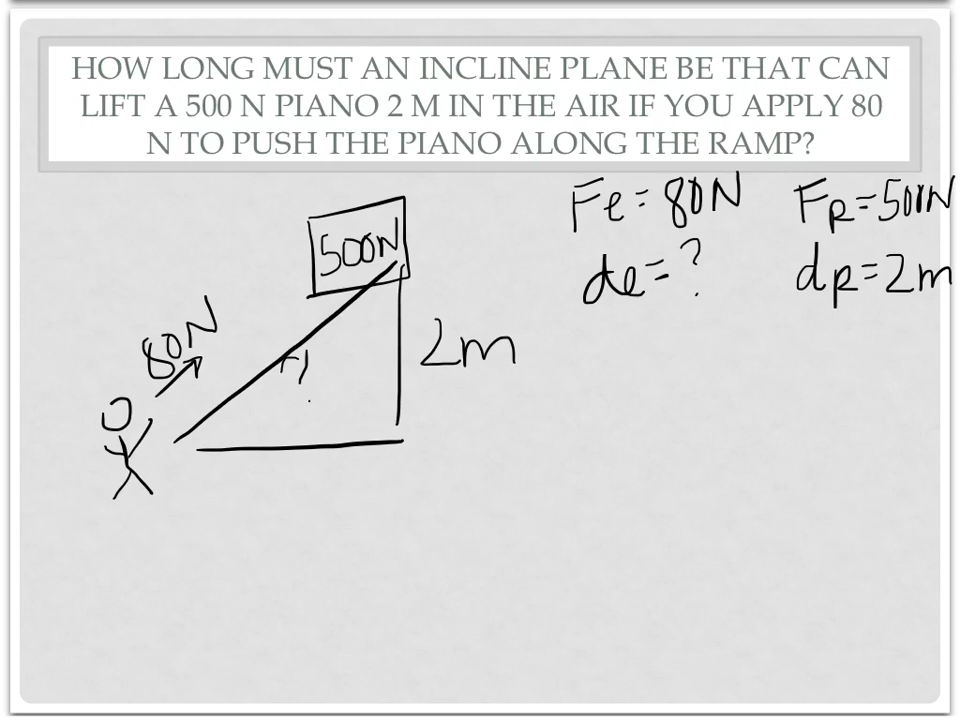 HOW LONG MUST AN INCLINE PLANE BE THAT CAN
LIFT A 500 N PIANO 2 M IN THE AIR IF YOU APPLY 80
N TO PUSH THE PIANO ALONG THE RAMP?
Fe = 80N
FR = 500N
de = ?
dR = 2m
500N
80N
2m
?